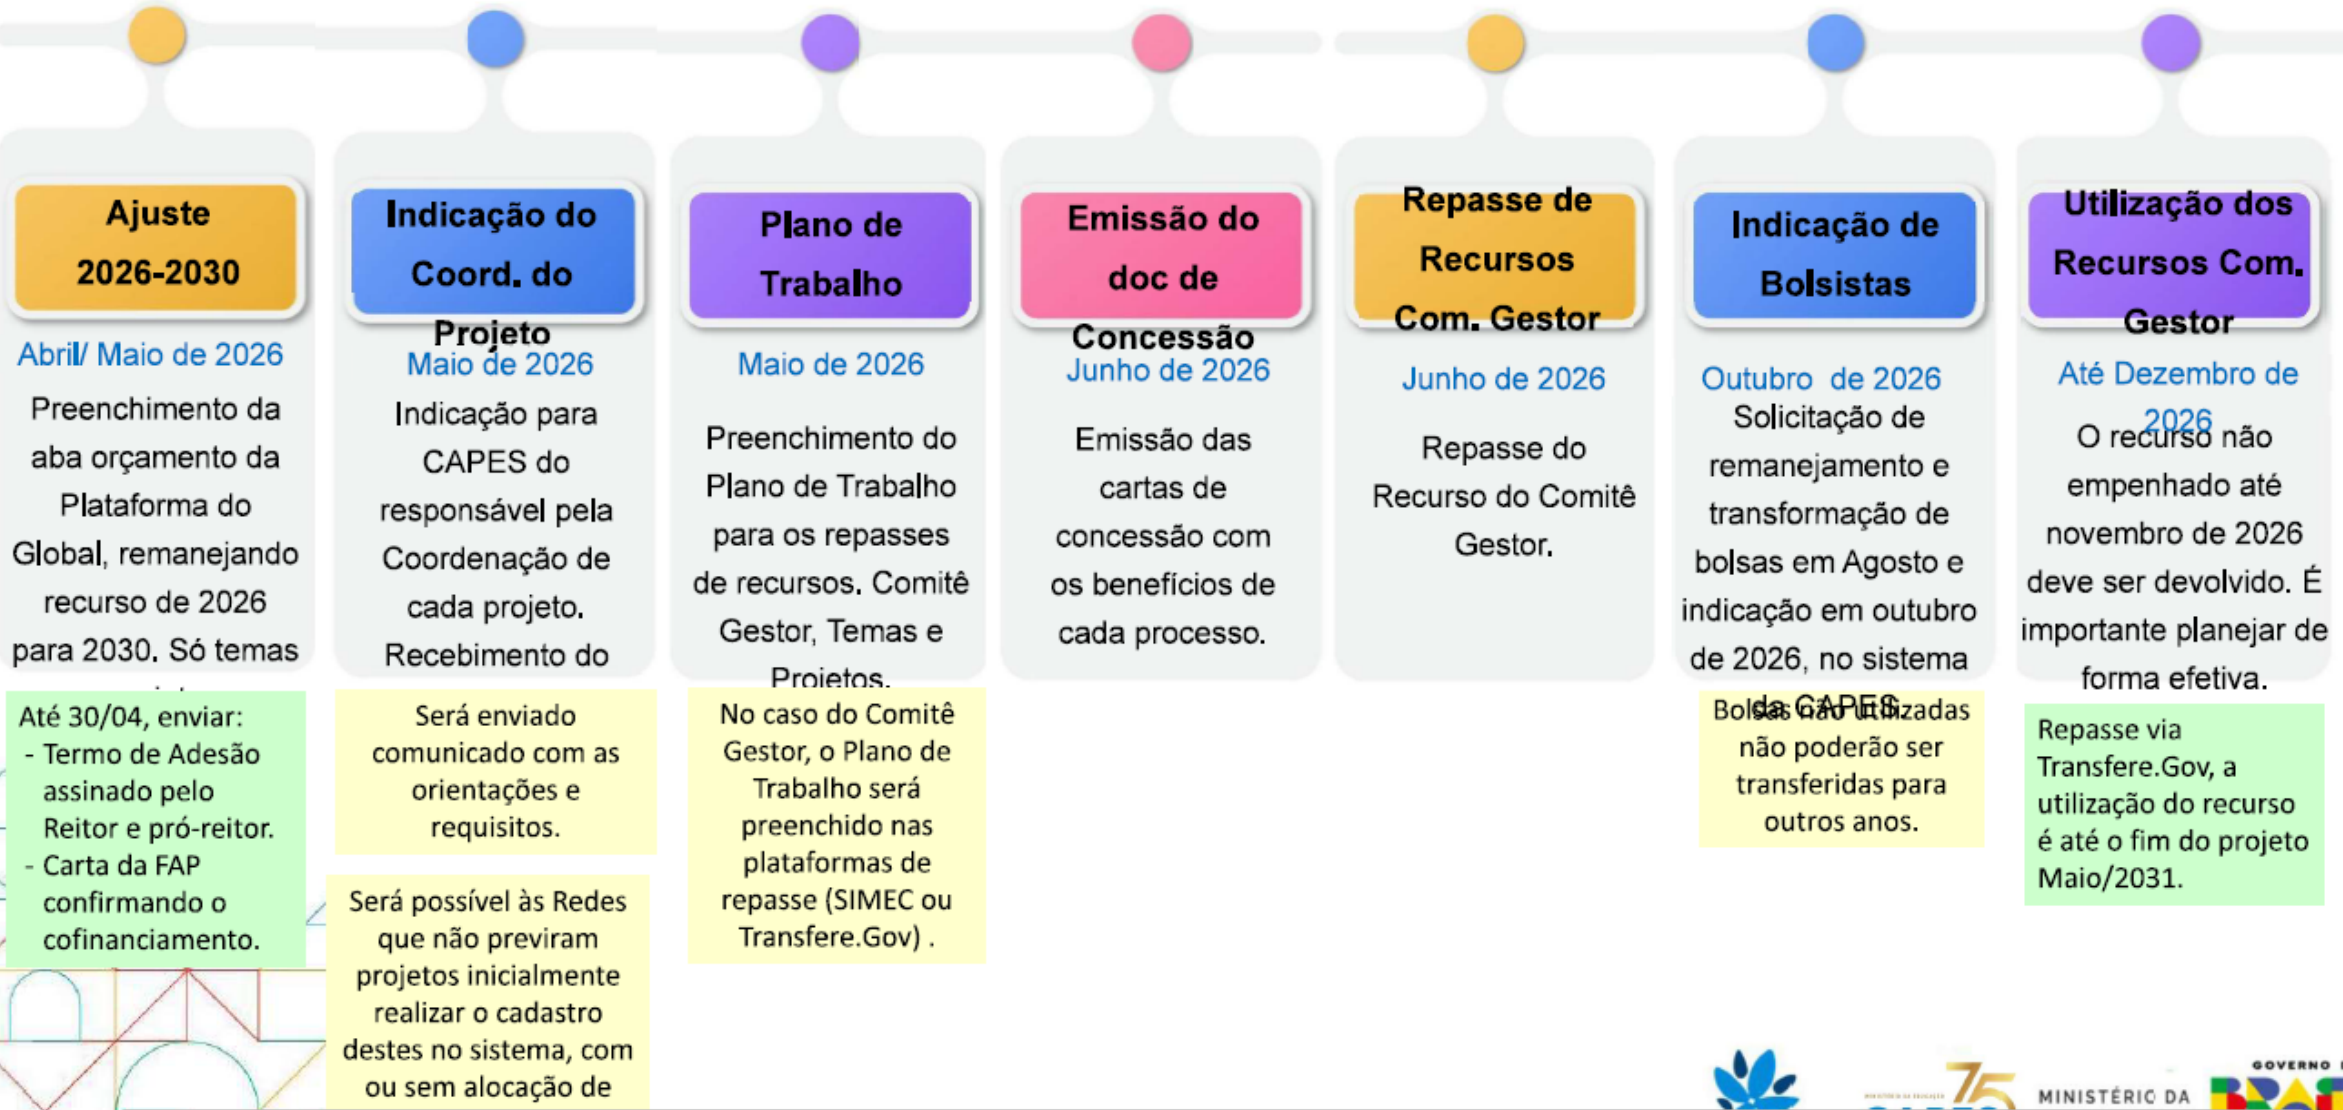 Ajuste
2026-2030
Abril/ Maio de 2026
Preenchimento da
aba orçamento da
Plataforma do
Global, remanejando
recurso de 2026
para 2030. Só temas
Até 30/04, enviar:
- Termo de Adesão
assinado pelo
Reitor e pró-reitor.
- Carta da FAP
confirmando o
cofinanciamento.
Indicação do
Coord. do
Projeto
Maio de 2026
Indicação para
CAPES do
responsável pela
Coordenação de
cada projeto.
Recebimento do
Será enviado
comunicado com as
orientações e
requisitos.
Será possível às Redes
que não previram
projetos inicialmente
realizar o cadastro
destes no sistema, com
ou sem alocação de
Plano de
Trabalho
Maio de 2026
Preenchimento do
Plano de Trabalho
para os repasses
de recursos. Comitê
Gestor, Temas e
Projetos.
No caso do Comitê
Gestor, o Plano de
Trabalho será
preenchido nas
plataformas de
repasse (SIMEC ou
Transfere.Gov) .
Emissão do
doc de
Concessão
Junho de 2026
Emissão das
cartas de
concessão com
os benefícios de
cada processo.
Repasse de
Recursos
Com. Gestor
Junho de 2026
Repasse do
Recurso do Comitê
Gestor.
Indicação de
Bolsistas
Outubro de 2026
Solicitação de
remanejamento e
transformação de
bolsas em Agosto e
indicação em outubro
de 2026, no sistema
da CAPES.
Bolsas não utilizadas
não poderão ser
transferidas para
outros anos.
Utilização dos
Recursos Com.
Gestor
Até Dezembro de
2026
O recurso não
empenhado até
novembro de 2026
deve ser devolvido. É
importante planejar de
forma efetiva.
Repasse via
Transfere.Gov, a
utilização do recurso
é até o fim do projeto
Maio/2031.
75
MINISTÉRIO DA
GOVERNO